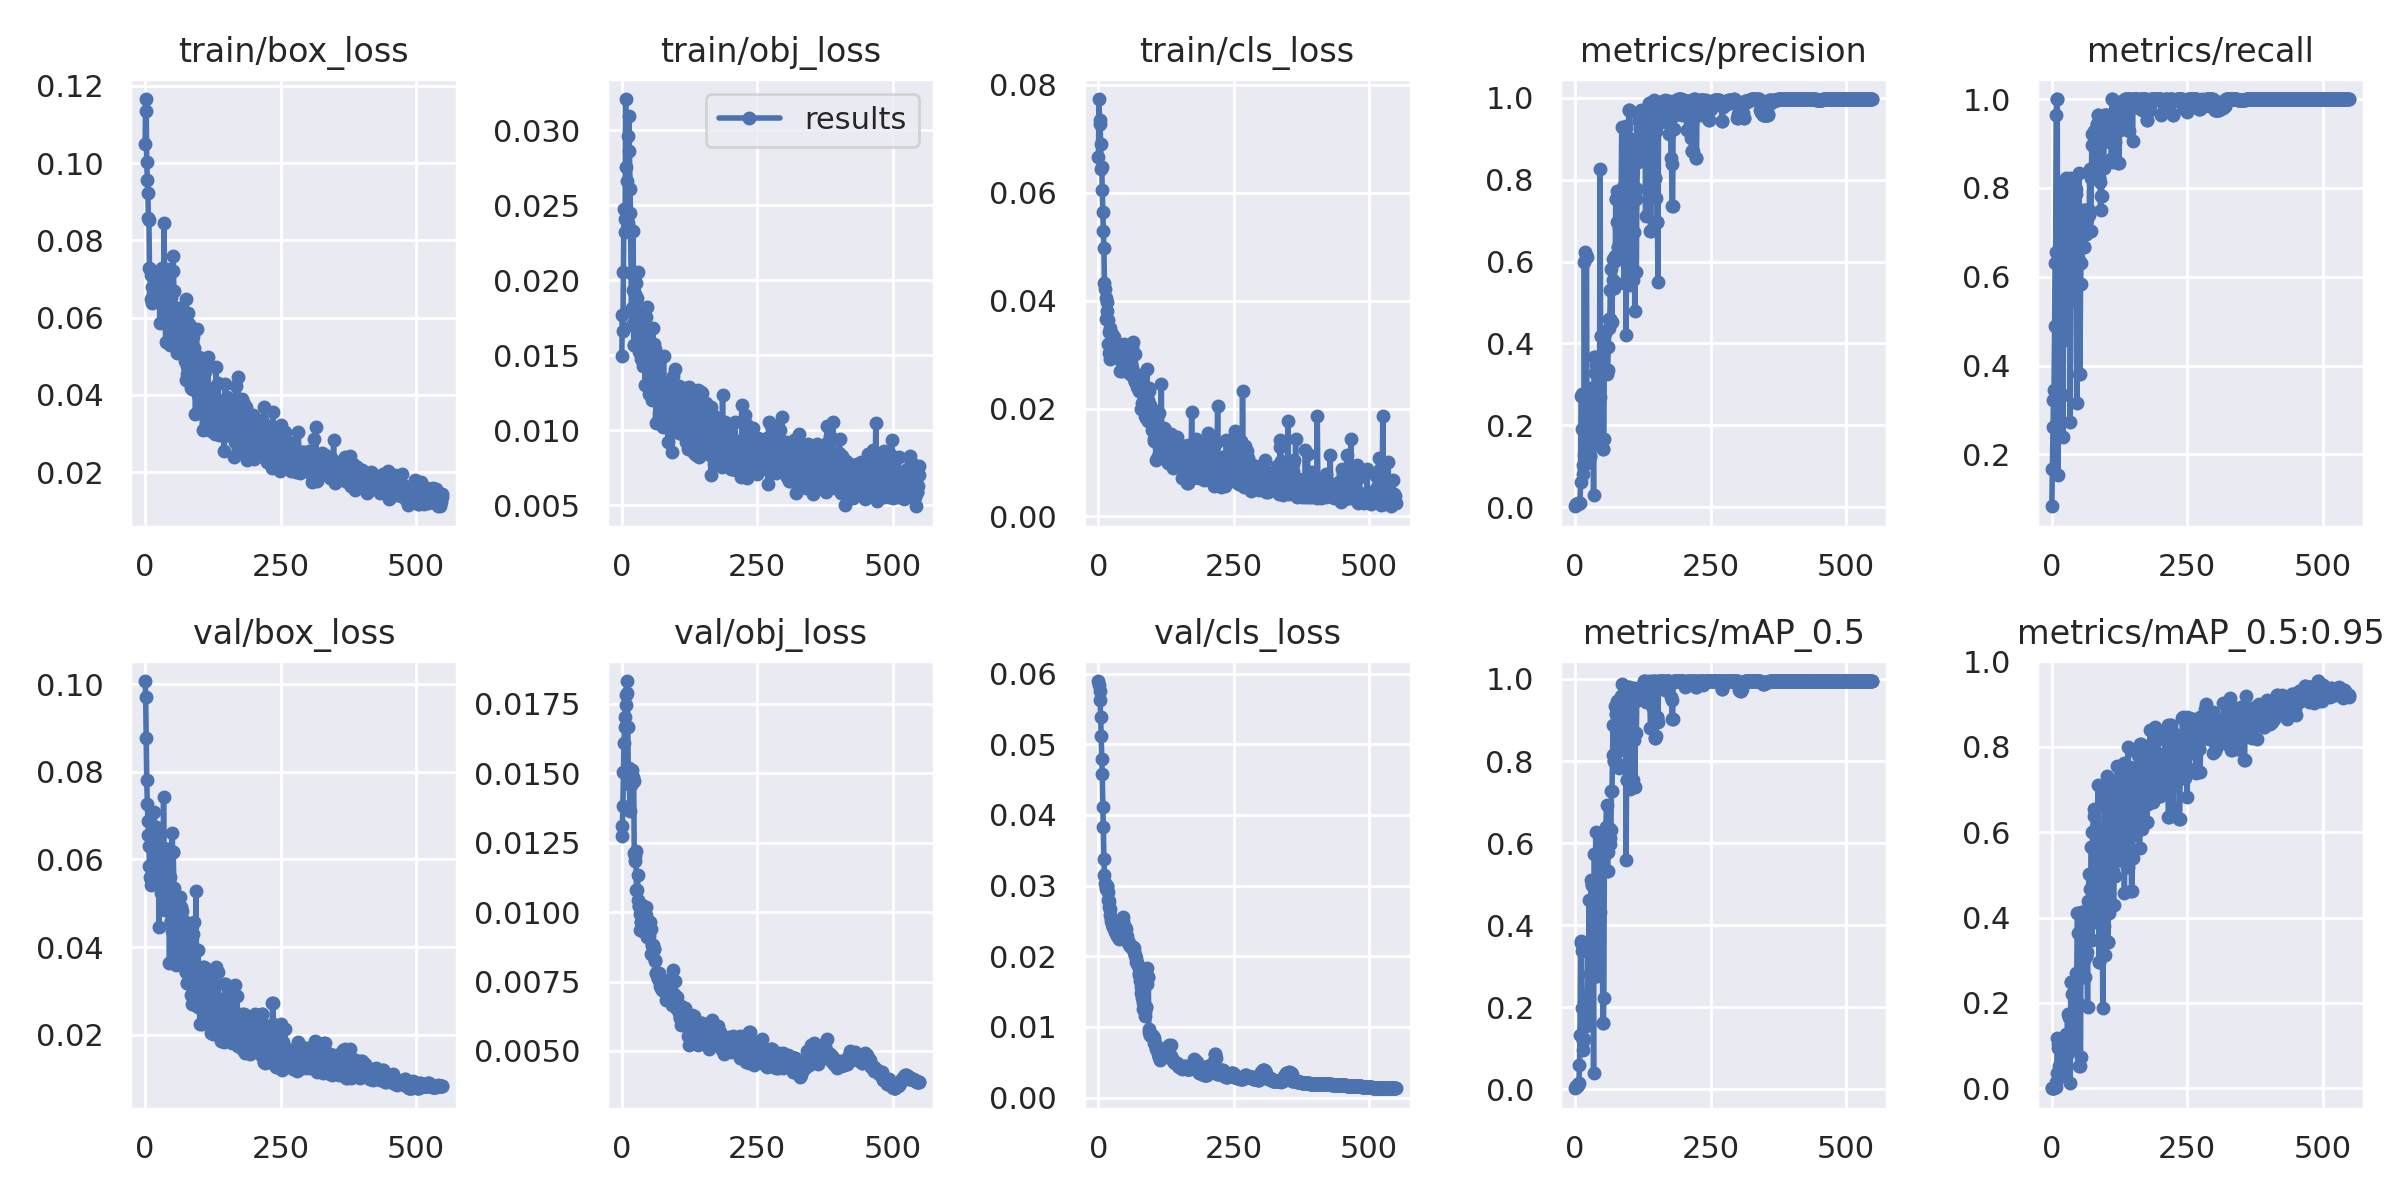 train/box_loss
0.12
0.10
0.08
0.06
0.04
0.02
0 250 500
train/obj_loss
results
0.030
0.025
0.020
0.015
0.010
0.005
0 250 500
train/cls_loss
0.08
0.06
0.04
0.02
0.00
0 250 500
metrics/precision
1.0
0.8
0.6
0.4
0.2
0.0
0 250 500
metrics/recall
1.0
0.8
0.6
0.4
0.2
0 250 500
val/box_loss
0.10
0.08
0.06
0.04
0.02
0 250 500
val/obj_loss
0.0175
0.0150
0.0125
0.0100
0.0075
0.0050
0 250 500
val/cls_loss
0.06
0.05
0.04
0.03
0.02
0.01
0.00
0 250 500
metrics/mAP_0.5
1.0
0.8
0.6
0.4
0.2
0.0
0 250 500
metrics/mAP_0.5:0.95
1.0
0.8
0.6
0.4
0.2
0.0
0 250 500